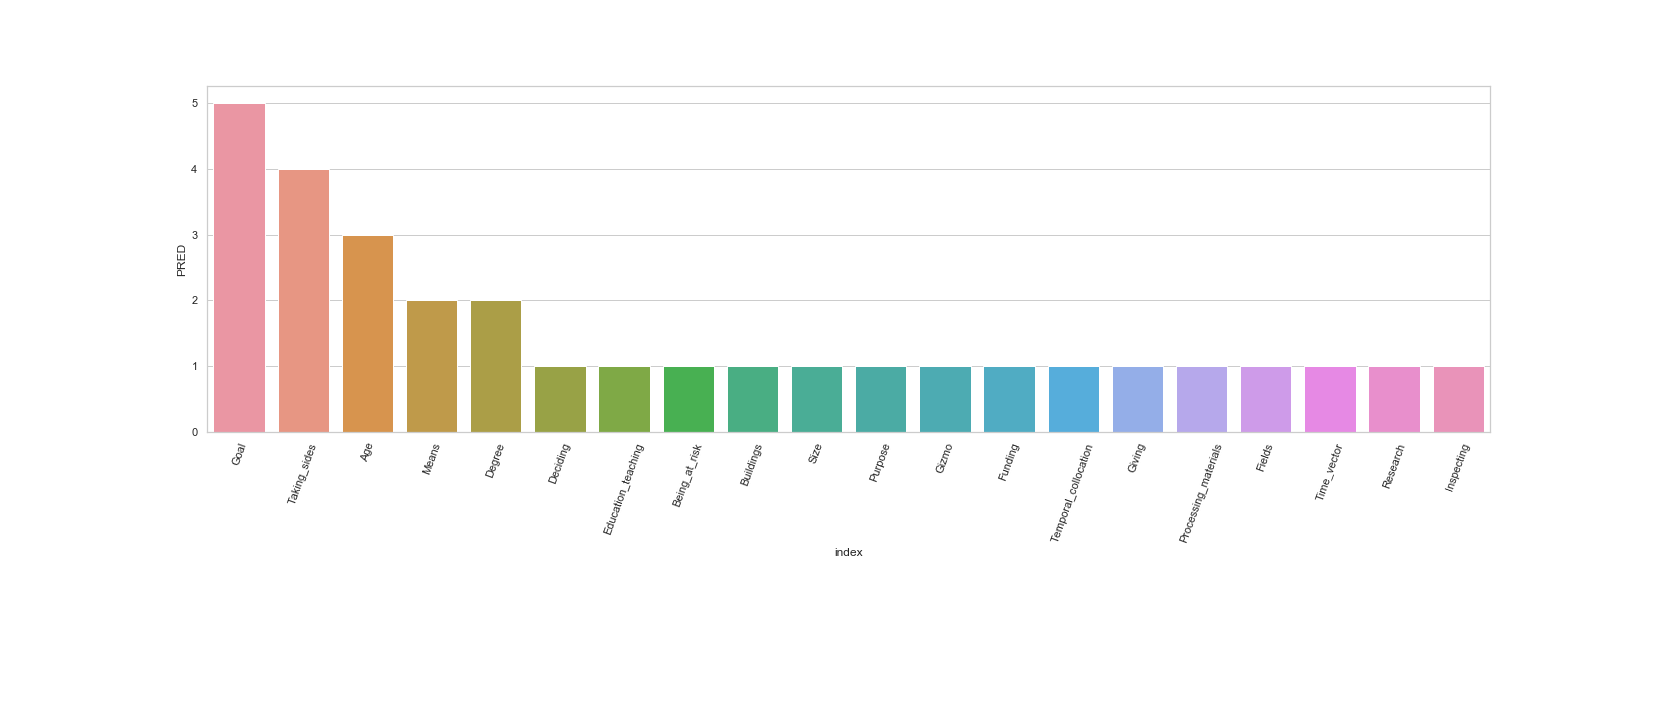 5
4
3
2
1
0
PRED
Goal
Taking_sides
Age
Means
Degree
Deciding
Education_teaching
Being_at_risk
Buildings
Size
Purpose
Gizmo
Funding
Temporal_collocation
Giving
Processing_materials
Fields
Time_vector
Research
Inspecting
index